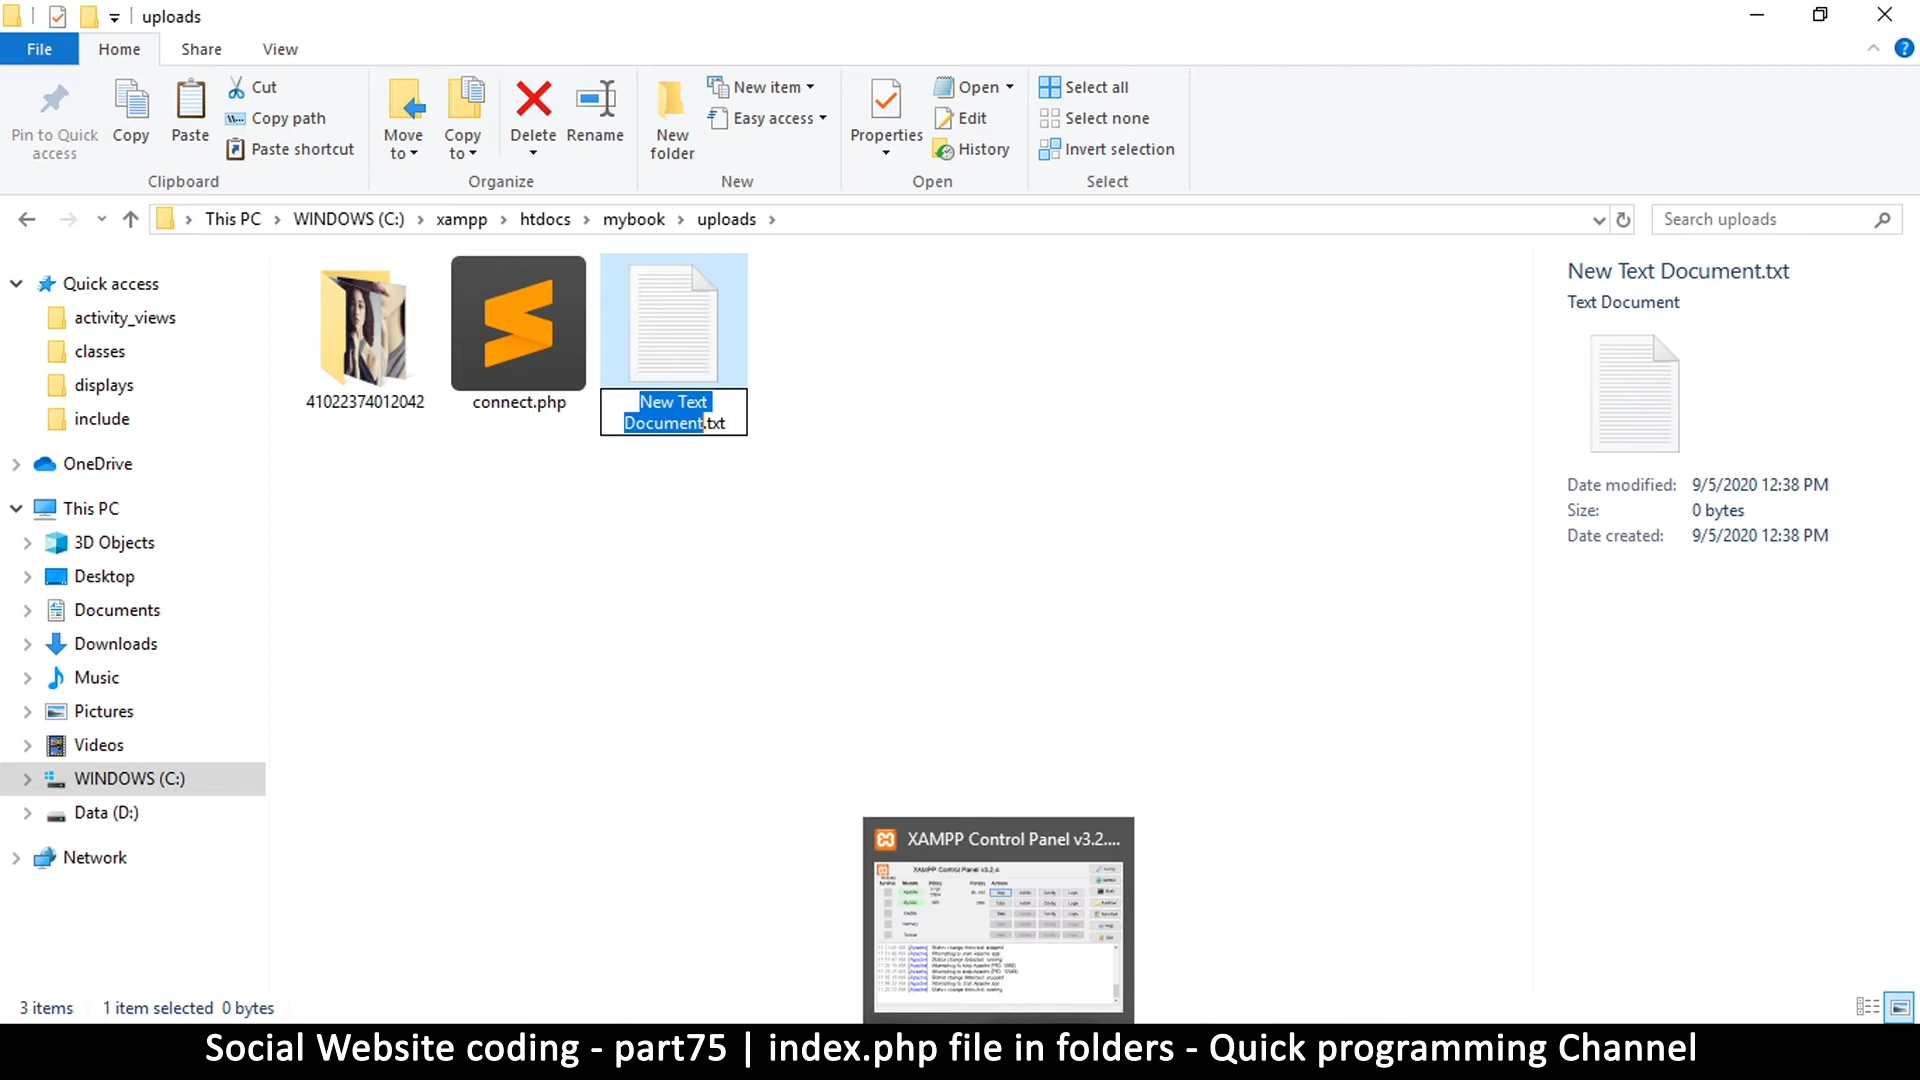 uploads
File
Home
Share
View
Pin to Quick
access
Copy
Paste
Cut
Copy path
Paste shortcut
Clipboard
Move
to
Copy
to
Delete
Rename
Organize
New
folder
New item
Easy access
New
Properties
Open
Edit
History
Open
Select all
Select none
Invert selection
Select
This PC > WINDOWS (C:) > xampp > htdocs > mybook > uploads >
Search uploads
Quick access
activity_views
classes
displays
include
OneDrive
This PC
3D Objects
Desktop
Documents
Downloads
Music
Pictures
Videos
WINDOWS (C:)
Data (D:)
Network
41022374012042
connect.php
New Text
Document.txt
New Text Document.txt
Text Document
Date modified: 9/5/2020 12:38 PM
Size: 0 bytes
Date created: 9/5/2020 12:38 PM
XAMPP Control Panel v3.2....
XAMPP Control Panel v3.2.4
3 items 1 item selected 0 bytes
Social Website coding - part75 | index.php file in folders - Quick programming Channel